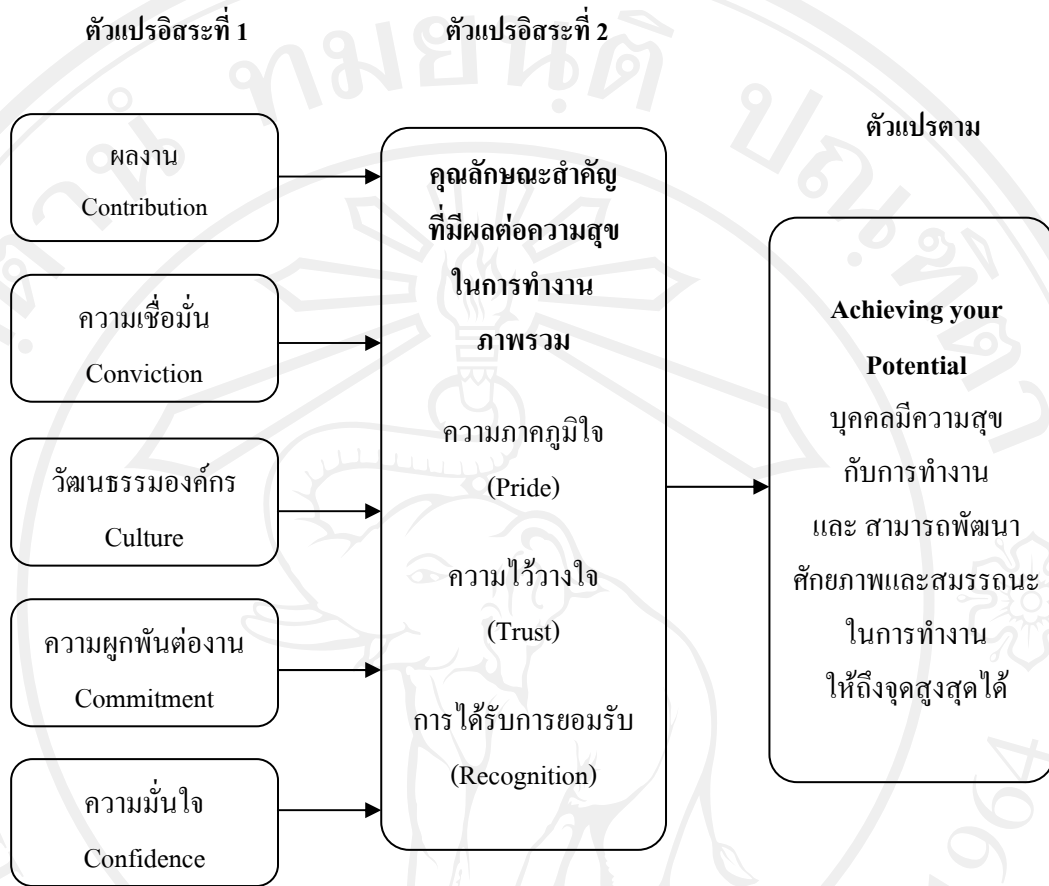 ตัวแปรอิสระที่ 1
ตัวแปรอิสระที่ 2
ตัวแปรตาม
ผลงาน
Contribution
ความเชื่อมั่น
Conviction
วัฒนธรรมองค์กร
Culture
ความผูกพันต่องาน
Commitment
ความมั่นใจ
Confidence
คุณลักษณะสำคัญ
ที่มีผลต่อความสุข
ในการทำงาน
ภาพรวม
ความภาคภูมิใจ
(Pride)
ความไว้วางใจ
(Trust)
การได้รับการยอมรับ
(Recognition)
Achieving your
Potential
บุคคลมีความสุข
กับการทำงาน
และ สามารถพัฒนา
ศักยภาพและสมรรถนะ
ในการทำงาน
ให้ถึงจุดสูงสุดได้